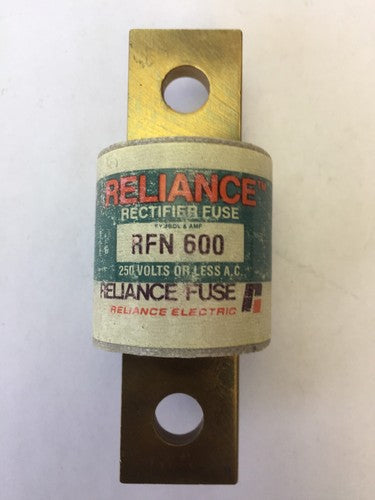 RELIANCE™
RECTIFIER FUSE
SYMBOL & AMP
RFN 600
250 VOLTS OR LESS A.C.
RELIANCE FUSE
RELIANCE ELECTRIC